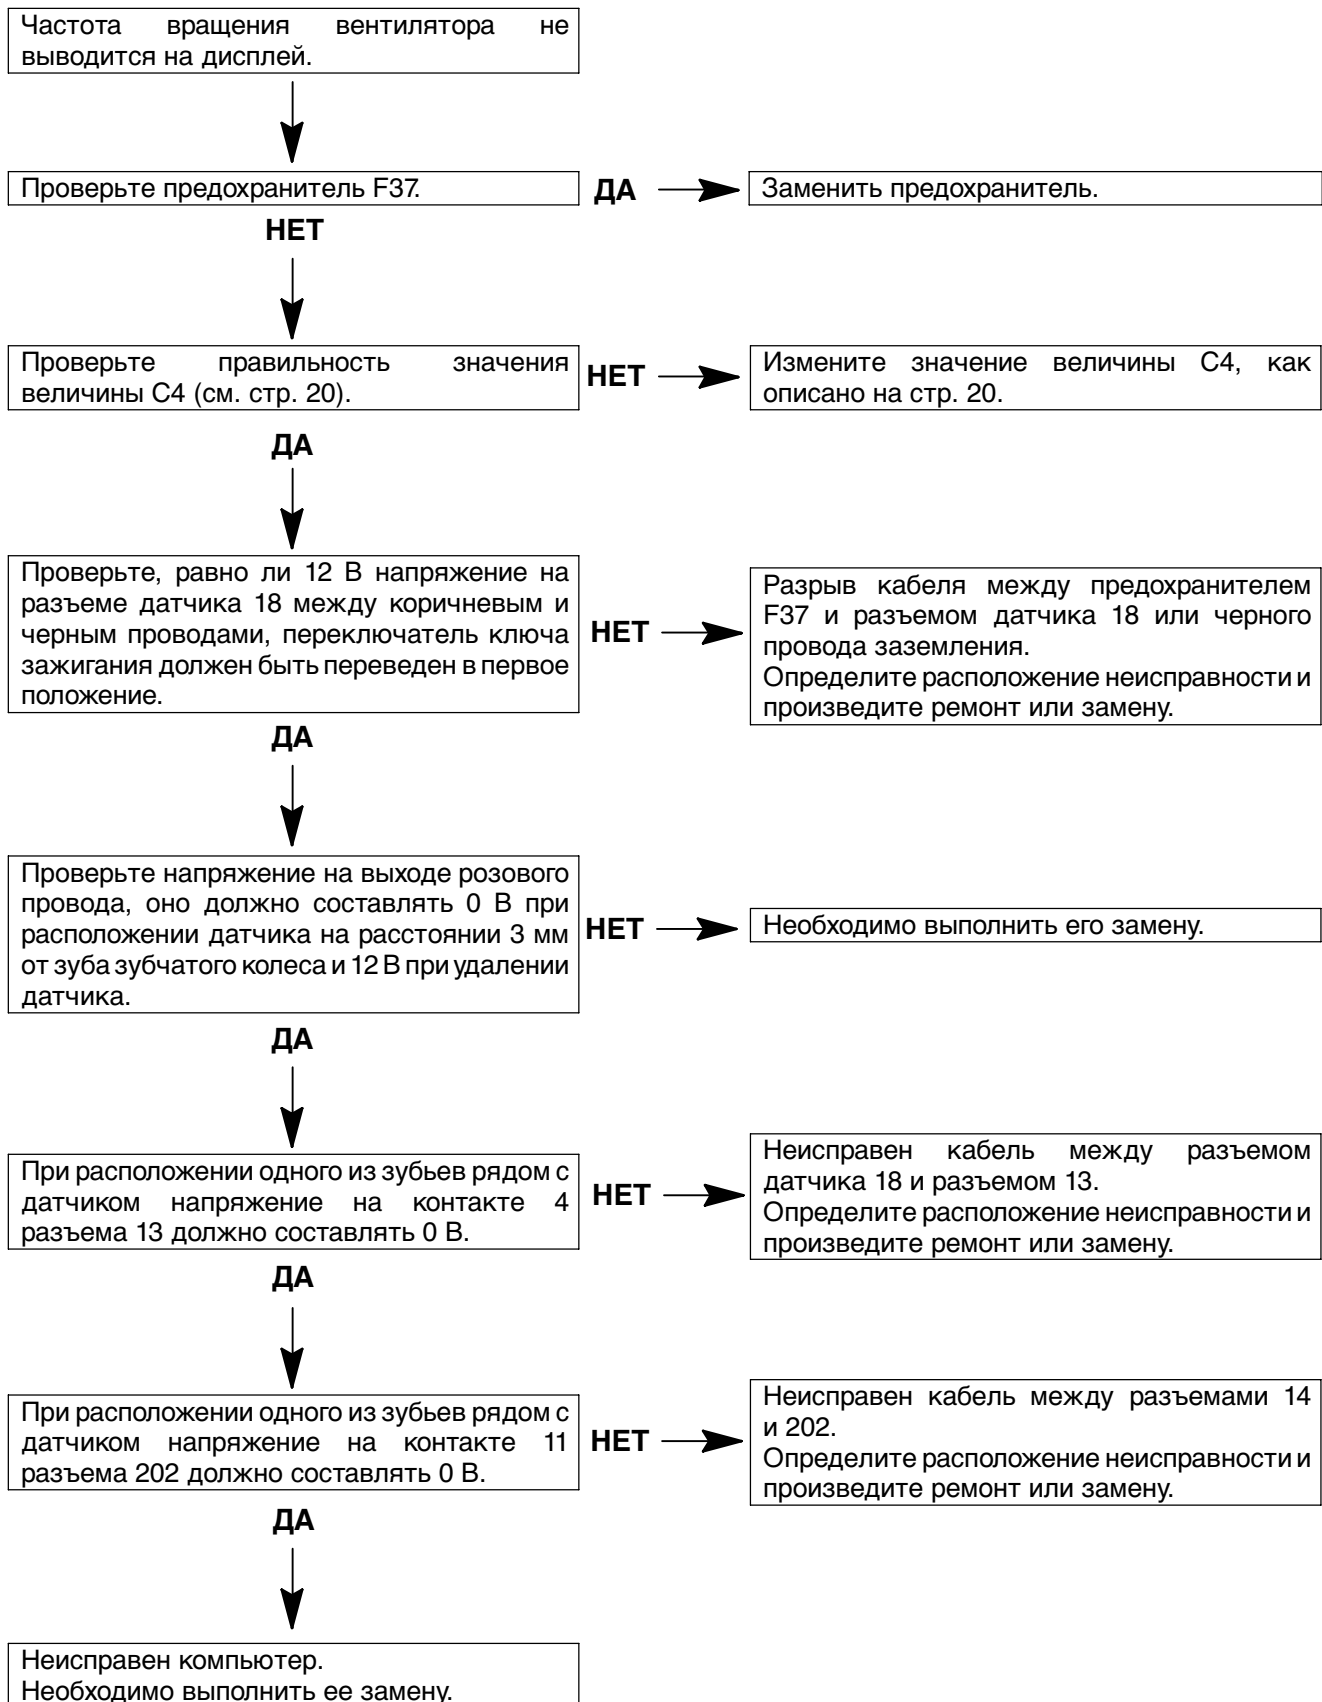 Частота вращения вентилятора не
выводится на дисплей.
Проверьте предохранитель F37.
ДА
Заменить предохранитель.
НЕТ
Проверьте правильность значения
величины C4 (см. стр. 20).
НЕТ
Измените значение величины C4, как
описано на стр. 20.
ДА
Проверьте, равно ли 12 В напряжение на
разъеме датчика 18 между коричневым и
черным проводами, переключатель ключа
зажигания должен быть переведен в первое
положение.
НЕТ
Разрыв кабеля между предохранителем
F37 и разъемом датчика 18 или черного
провода заземления.
Определите расположение неисправности и
произведите ремонт или замену.
ДА
Проверьте напряжение на выходе розового
провода, оно должно составлять 0 В при
расположении датчика на расстоянии 3 мм
от зуба зубчатого колеса и 12 В при удалении
датчика.
НЕТ
Необходимо выполнить его замену.
ДА
При расположении одного из зубьев рядом с
датчиком напряжение на контакте 4
разъема 13 должно составлять 0 В.
НЕТ
Неисправен кабель между разъемом
датчика 18 и разъемом 13.
Определите расположение неисправности и
произведите ремонт или замену.
ДА
При расположении одного из зубьев рядом с
датчиком напряжение на контакте 11
разъема 202 должно составлять 0 В.
НЕТ
Неисправен кабель между разъемами 14
и 202.
Определите расположение неисправности и
произведите ремонт или замену.
ДА
Неисправен компьютер.
Необходимо выполнить ее замену.